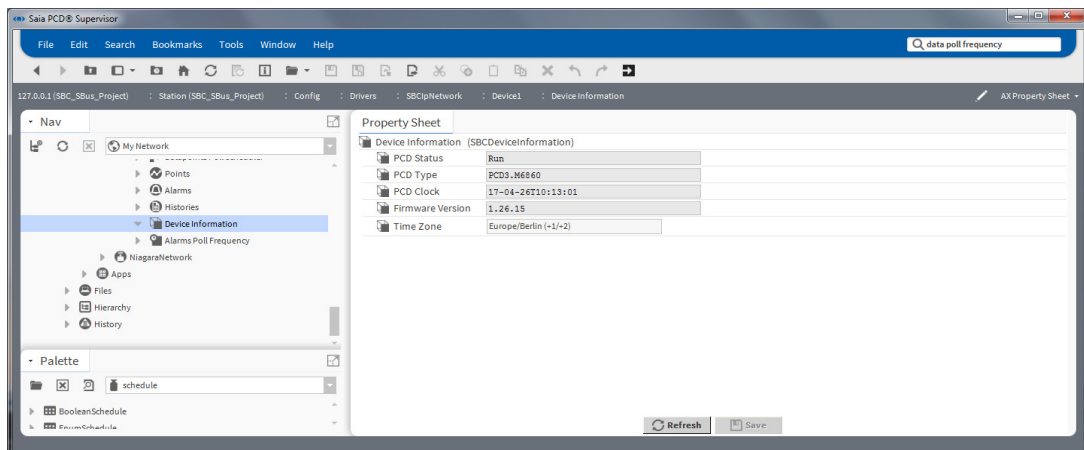 Saia PCD® Supervisor
File Edit Search Bookmarks Tools Window Help
data poll frequency
127.0.0.1 (SBC_SBus_Project) : Station (SBC_SBus_Project) : Config : Drivers : SBCIpNetwork : Device1 : Device Information
AX Property Sheet
Nav
My Network
Points
Alarms
Histories
Device Information
Alarms Poll Frequency
NiagaraNetwork
Apps
Files
Hierarchy
History
Palette
schedule
BooleanSchedule
EnumSchedule
Property Sheet
Device Information (SBCDeviceInformation)
PCD Status Run
PCD Type PCD3.M6860
PCD Clock 17-04-26T10:13:01
Firmware Version 1.26.15
Time Zone Europe/Berlin (+1/+2)
Refresh Save